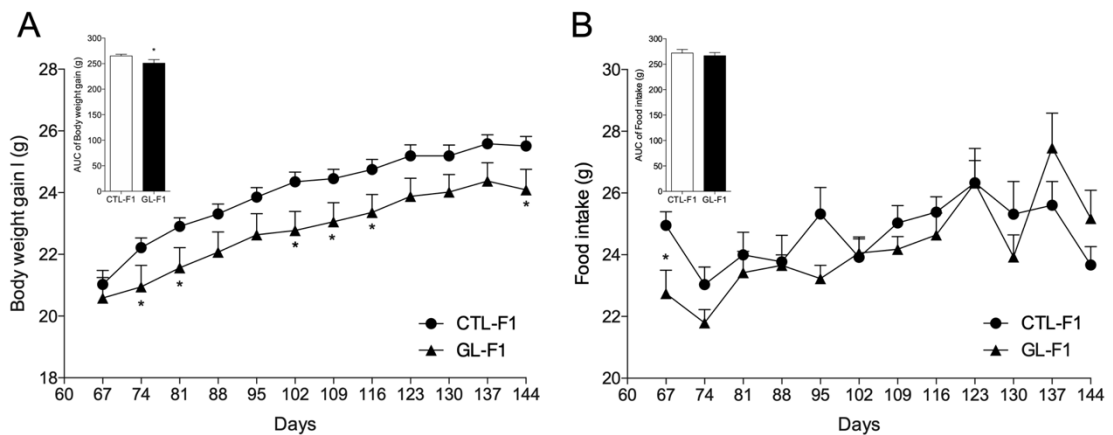 A
AUC of Body weight gain (g)
300
250
200
150
100
50
0
*
CTL-F1 GL-F1
Body weight gain I (g)
28
26
24
22
20
18
* * * * * *
CTL-F1
GL-F1
60 67 74 81 88 95 102 109 116 123 130 137 144
Days
B
AUC of Food intake (g)
300
250
200
150
100
50
0
CTL-F1 GL-F1
Food intake (g)
30
28
26
24
22
20
*
CTL-F1
GL-F1
60 67 74 81 88 95 102 109 116 123 130 137 144
Days